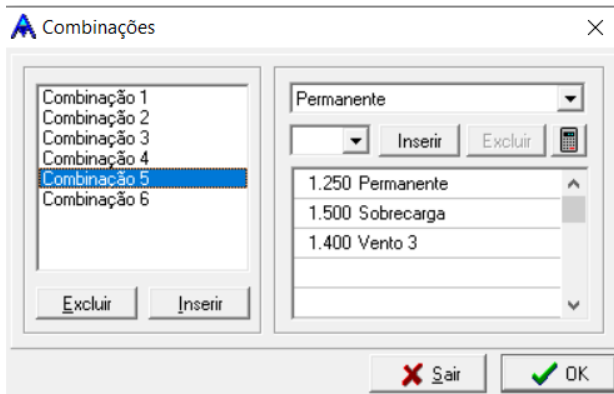 Combinações
Combinação 1
Combinação 2
Combinação 3
Combinação 4
Combinação 5
Combinação 6
Excluir
Inserir
Permanente
Inserir
Excluir
1.250 Permanente
1.500 Sobrecarga
1.400 Vento 3
Sair
OK